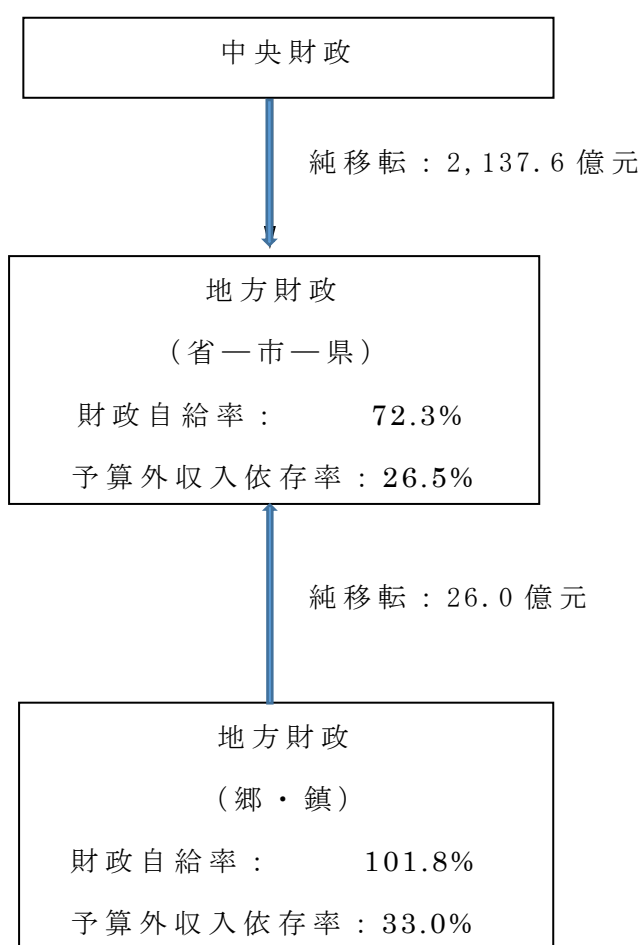 中央財政
純移転：2,137.6 億元
地方財政
（省―市―県）
財政自給率： 72.3%
予算外収入依存率：26.5%
純移転：26.0 億元
地方財政
（郷・鎮）
財政自給率： 101.8%
予算外収入依存率：33.0%